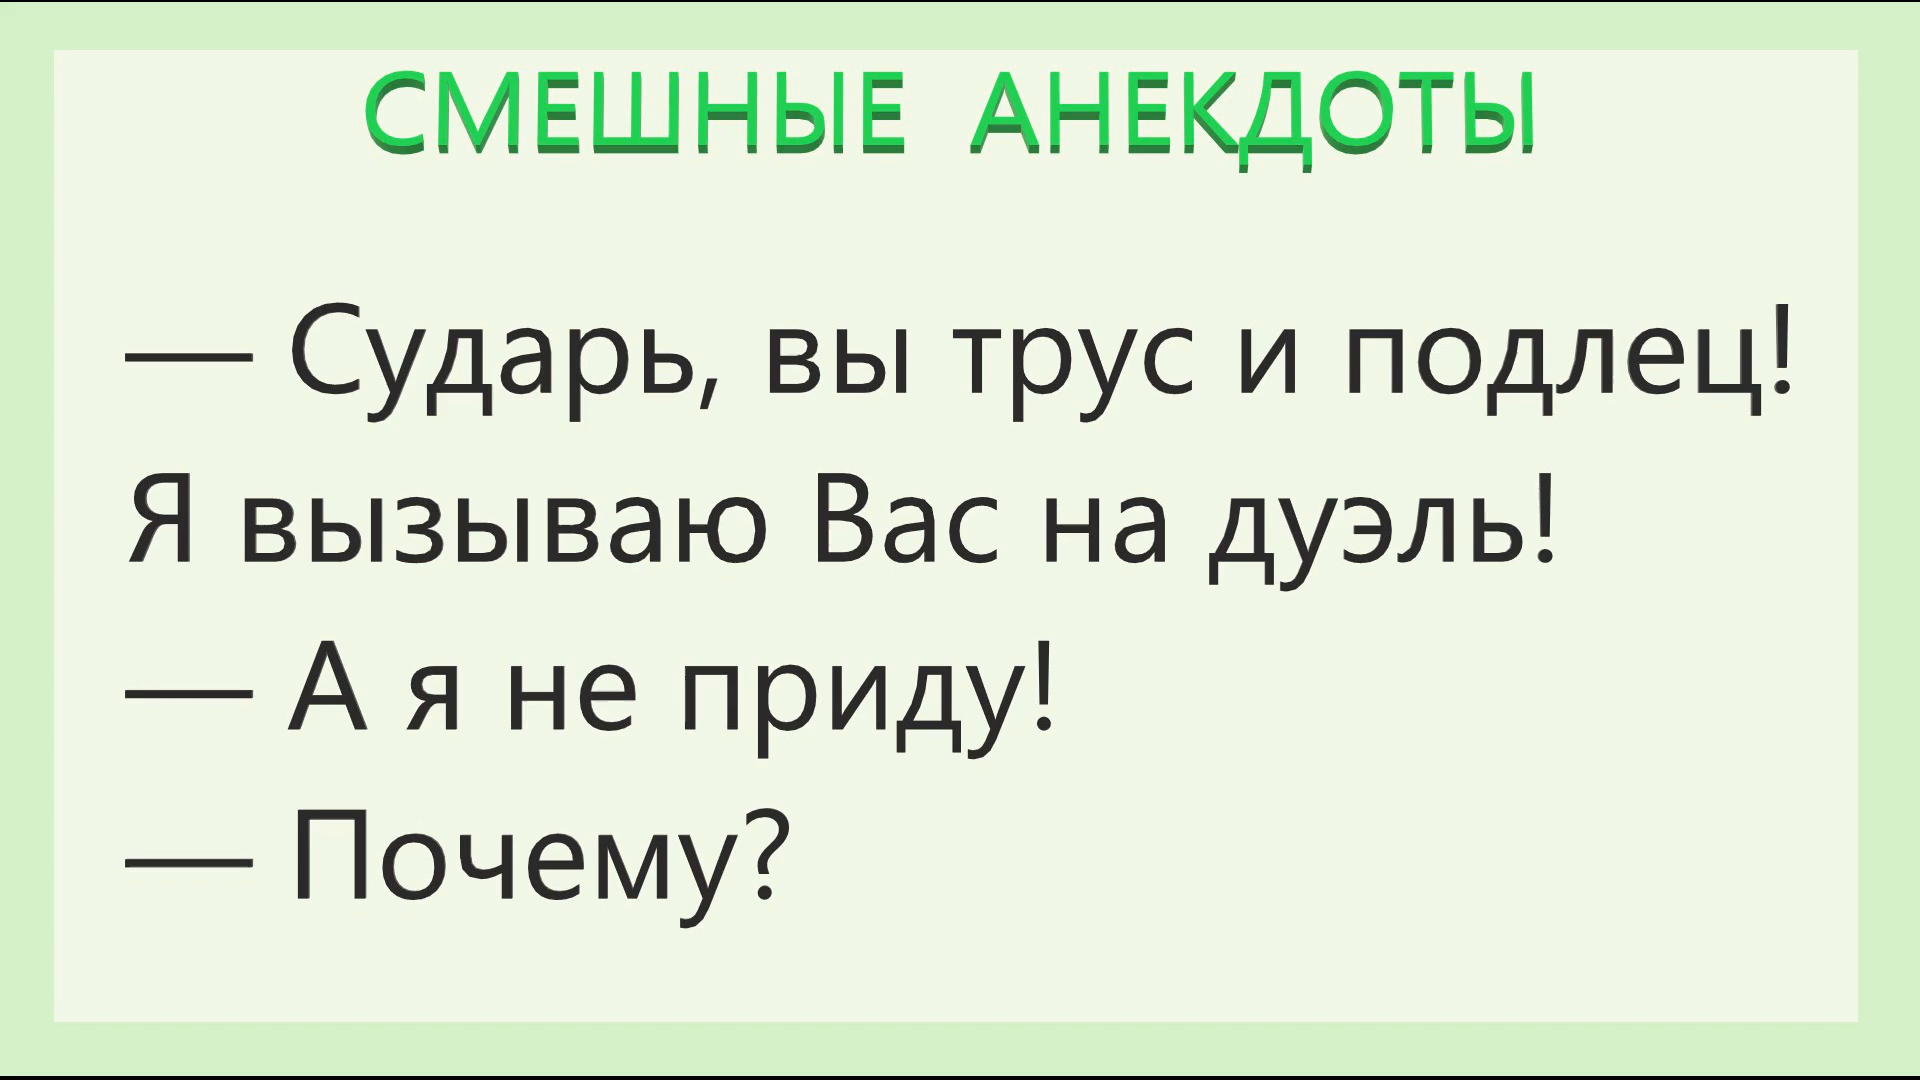 СМЕШНЫЕ АНЕКДОТЫ
— Сударь, вы трус и подлец!
Я вызываю Вас на дуэль!
— А я не приду!
— Почему?